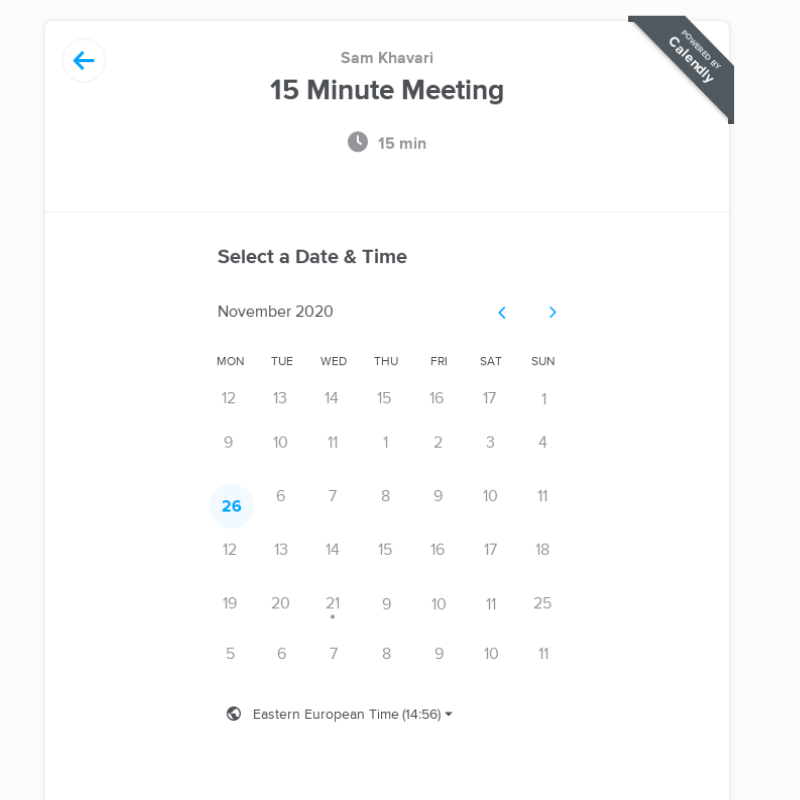 Sam Khavari
15 Minute Meeting
15 min
POWERED BY
Calendly
Select a Date & Time
November 2020
MON TUE WED THU FRI SAT SUN
12 13 14 15 16 17 1
9 10 11 1 2 3 4
26 6 7 8 9 10 11
12 13 14 15 16 17 18
19 20 21 9 10 11 25
5 6 7 8 9 10 11
Eastern European Time (14:56)